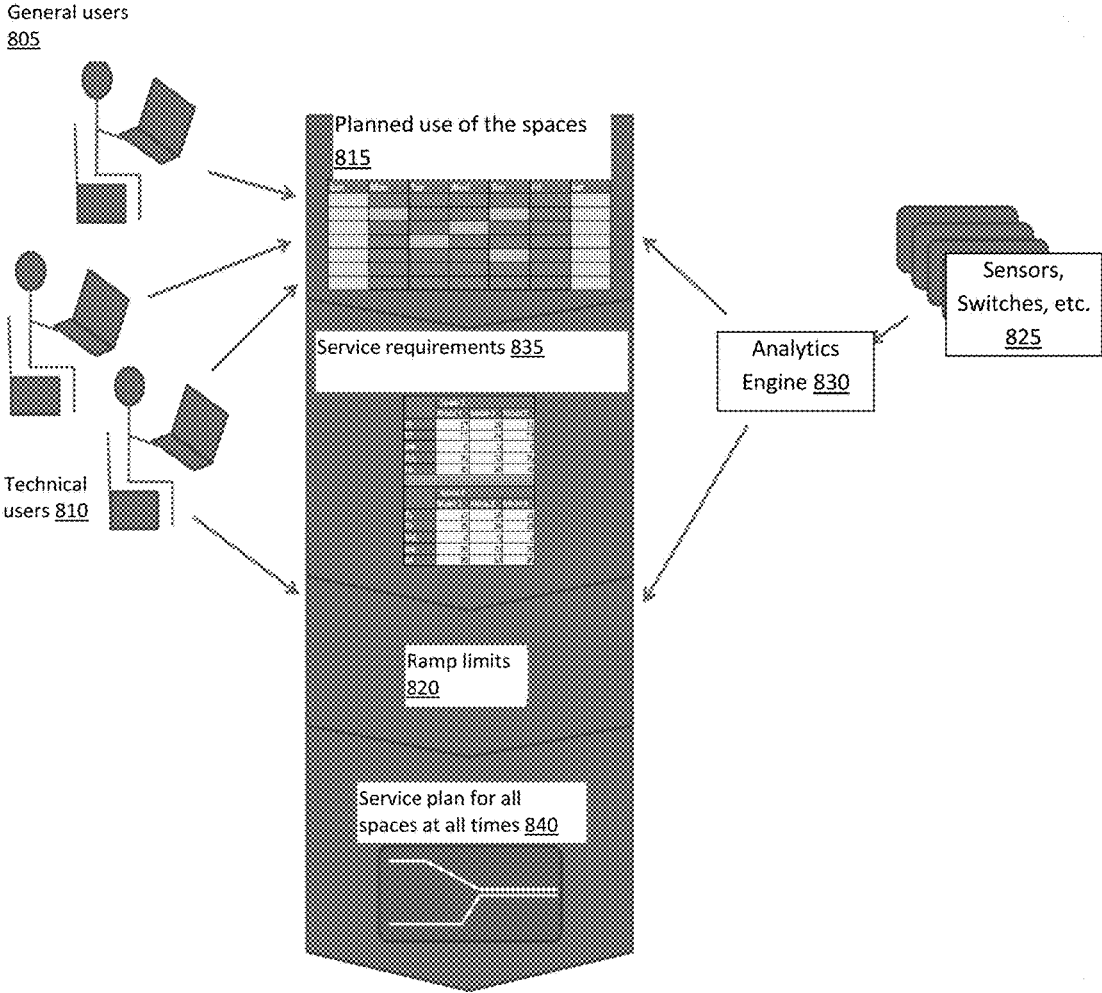 General users
805
Planned use of the spaces
815
Sensors,
Switches, etc.
825
Service requirements 835
Analytics
Engine 830
Technical
users 810
Ramp limits
820
Service plan for all
spaces at all times 840